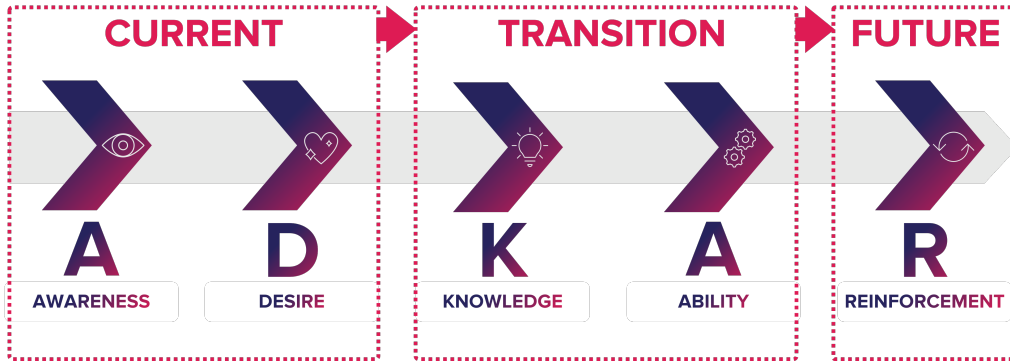 CURRENT
TRANSITION
FUTURE
A
D
K
A
R
AWARENESS
DESIRE
KNOWLEDGE
ABILITY
REINFORCEMENT